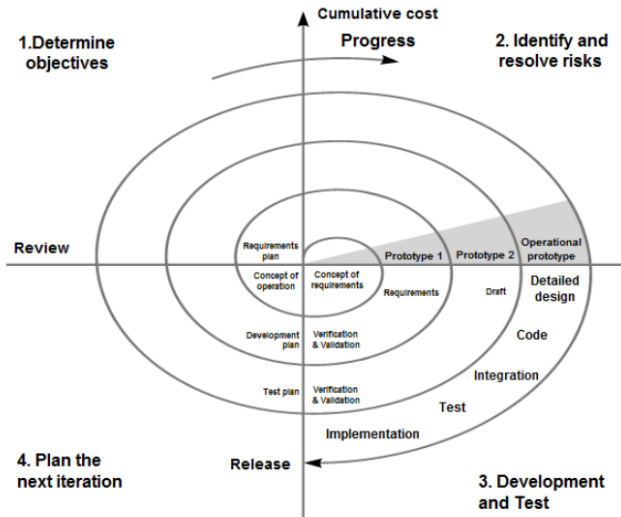 Cumulative cost
1.Determine
objectives
Progress
2. Identify and
resolve risks
Review
Requirements
plan
Prototype 1
Prototype 2
Operational
prototype
Concept of
operation
Concept of
requirements
Requirements
Draft
Detailed
design
Development
plan
Verification
& Validation
Code
Integration
Test plan
Verification
& Validation
Test
Implementation
4. Plan the
next iteration
Release
3. Development
and Test